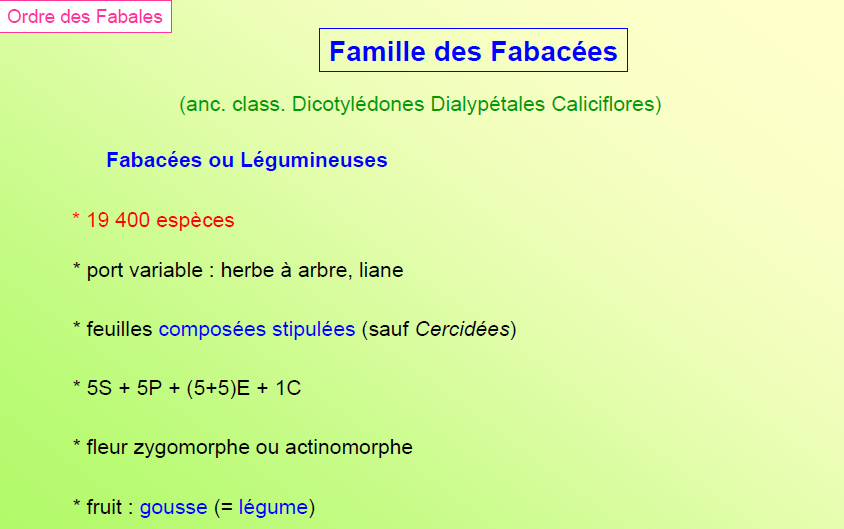 Ordre des Fabales
Famille des Fabacées
(anc. class. Dicotylédones Dialypétales Caliciflores)
Fabacées ou Légumineuses
* 19 400 espèces
* port variable : herbe à arbre, liane
* feuilles composées stipulées (sauf Cercidées)
* 5S + 5P + (5+5)E + 1C
* fleur zygomorphe ou actinomorphe
* fruit : gousse (= légume)